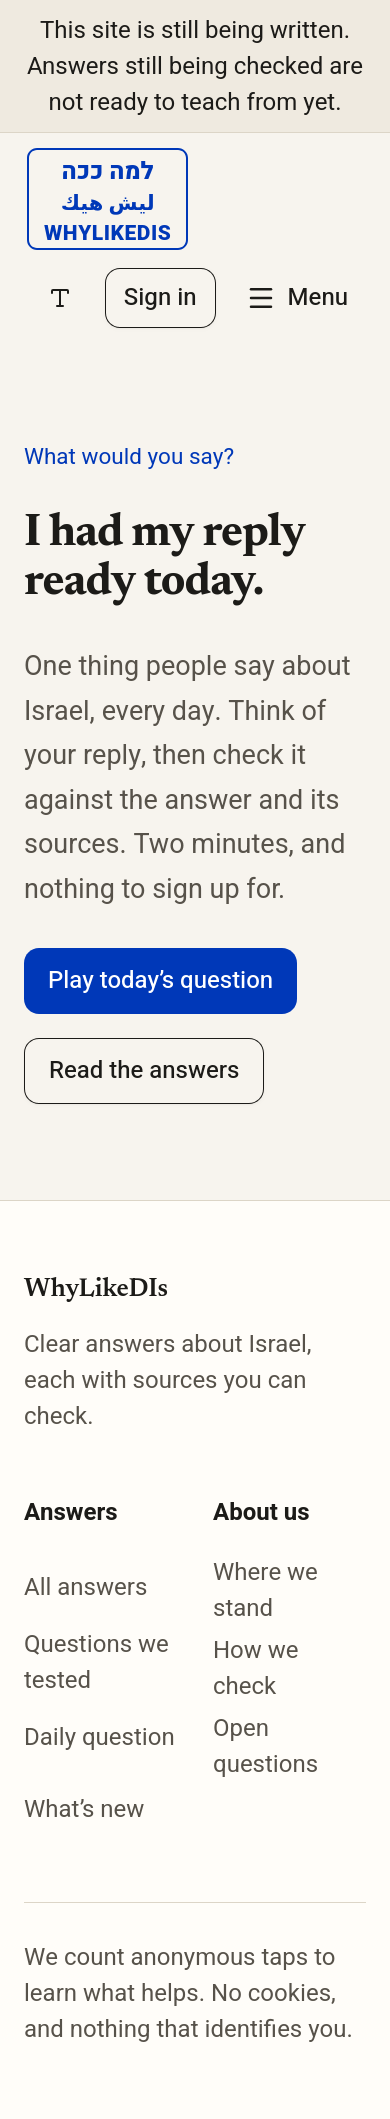 This site is still being written.
Answers still being checked are
not ready to teach from yet.
למה ככה
ليش هيك
WHYLIKEDIS
Sign in
Menu
What would you say?
I had my reply
ready today.
One thing people say about
Israel, every day. Think of
your reply, then check it
against the answer and its
sources. Two minutes, and
nothing to sign up for.
Play today’s question
Read the answers
WhyLikeDIs
Clear answers about Israel,
each with sources you can
check.
Answers
All answers
Questions we
tested
Daily question
What’s new
About us
Where we
stand
How we
check
Open
questions
We count anonymous taps to
learn what helps. No cookies,
and nothing that identifies you.